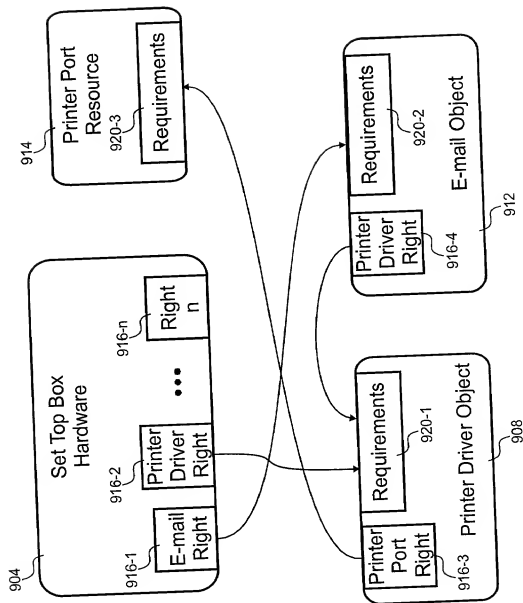 904
Set Top Box
Hardware
916-1
E-mail
Right
916-2
Printer
Driver
Right
•••
916-n
Right
n
914
Printer Port
Resource
920-3
Requirements
Printer
Port
Right
916-3
Requirements
920-1
Printer Driver Object
908
Printer
Driver
Right
916-4
Requirements
920-2
E-mail Object
912